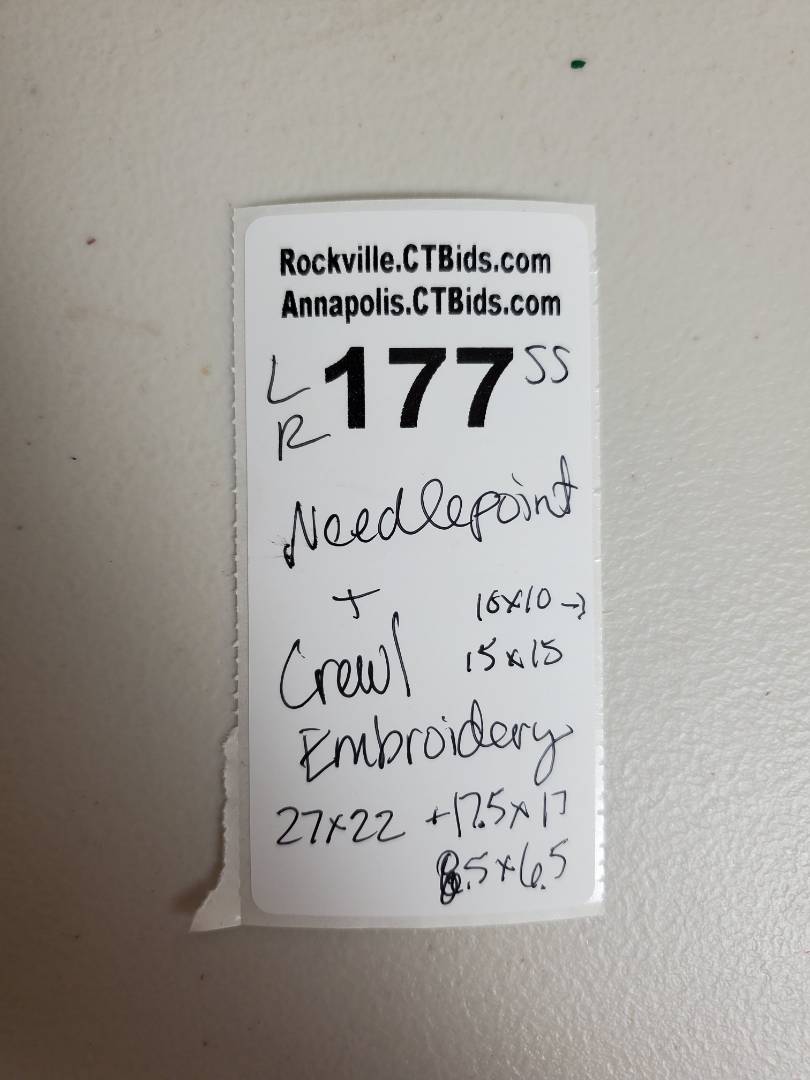 Rockville.CTBids.com
Annapolis.CTBids.com
L R 177 SS
Needlepoint
+ 16x10 →
Crewl 15x15
Embroidery
27x22 + 17.5x17
8.5x6.5